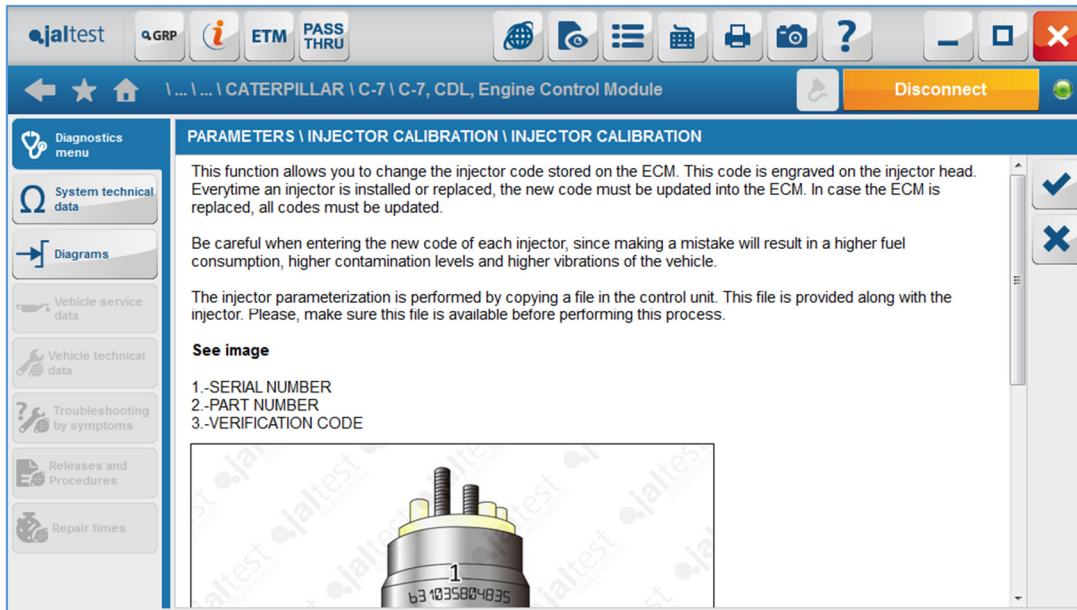 jaltest
GRP
i
ETM
PASS
THRU
?
\ ... \ ... \ CATERPILLAR \ C-7 \ C-7, CDL, Engine Control Module
Disconnect
Diagnostics
menu
System technical
data
Diagrams
Vehicle service
data
Vehicle technical
data
Troubleshooting
by symptoms
Releases and
Procedures
Repair times
PARAMETERS \ INJECTOR CALIBRATION \ INJECTOR CALIBRATION
This function allows you to change the injector code stored on the ECM. This code is engraved on the injector head.
Everytime an injector is installed or replaced, the new code must be updated into the ECM. In case the ECM is
replaced, all codes must be updated.
Be careful when entering the new code of each injector, since making a mistake will result in a higher fuel
consumption, higher contamination levels and higher vibrations of the vehicle.
The injector parameterization is performed by copying a file in the control unit. This file is provided along with the
injector. Please, make sure this file is available before performing this process.
See image
1.-SERIAL NUMBER
2.-PART NUMBER
3.-VERIFICATION CODE
1
b31035804835